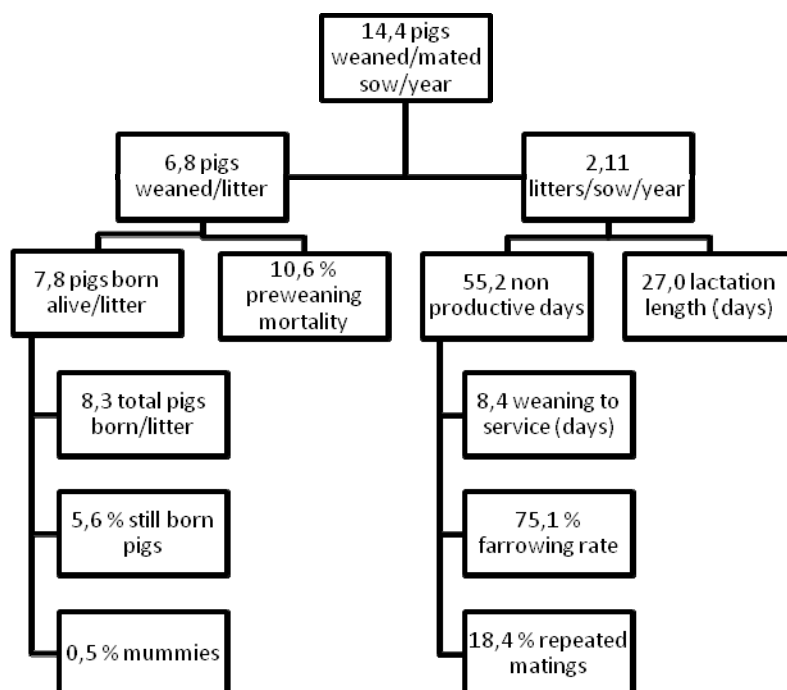 14,4 pigs
weaned/mated
sow/year
6,8 pigs
weaned/litter
2,11
litters/sow/year
7,8 pigs born
alive/litter
10,6 %
preweaning
mortality
55,2 non
productive days
27,0 lactation
length (days)
8,3 total pigs
born/litter
5,6 % still born
pigs
0,5 % mummies
8,4 weaning to
service (days)
75,1 %
farrowing rate
18,4 % repeated
matings